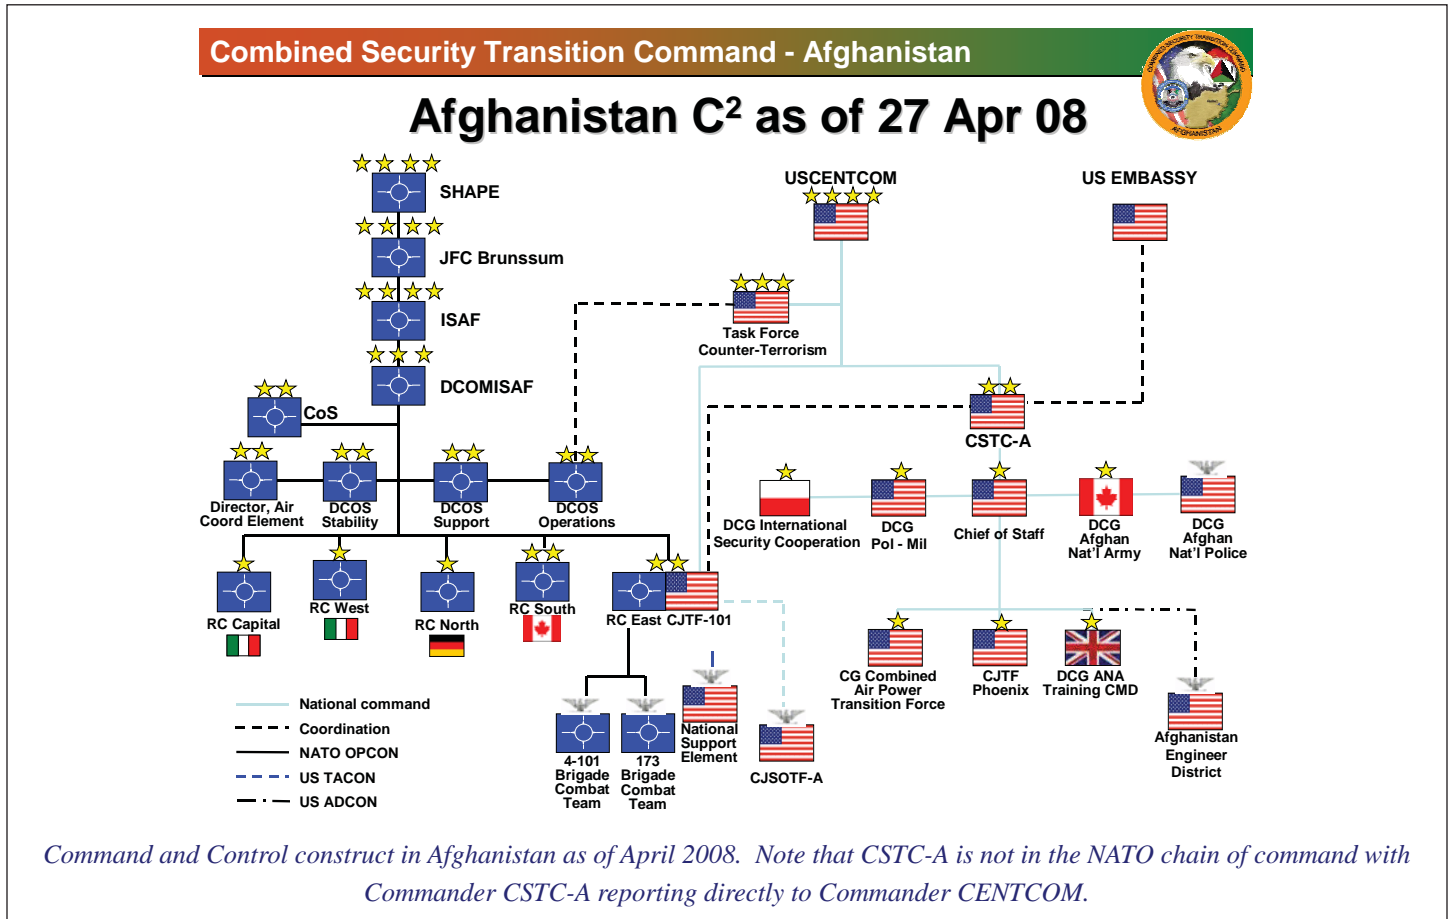 Combined Security Transition Command - Afghanistan
COMBINED SECURITY TRANSITION COMMAND
AFGHANISTAN
Afghanistan C² as of 27 Apr 08
SHAPE
JFC Brunssum
ISAF
DCOMISAF
CoS
Director, Air
Coord Element
DCOS
Stability
DCOS
Support
DCOS
Operations
RC Capital
RC West
RC North
RC South
RC East CJTF-101
4-101
Brigade
Combat
Team
173
Brigade
Combat
Team
National
Support
Element
CJSOTF-A
USCENTCOM
US EMBASSY
Task Force
Counter-Terrorism
CSTC-A
DCG International
Security Cooperation
DCG
Pol - Mil
Chief of Staff
DCG
Afghan
Nat'l Army
DCG
Afghan
Nat'l Police
CG Combined
Air Power
Transition Force
CJTF
Phoenix
DCG ANA
Training CMD
Afghanistan
Engineer
District
National command
Coordination
NATO OPCON
US TACON
US ADCON
Command and Control construct in Afghanistan as of April 2008.  Note that CSTC-A is not in the NATO chain of command with
Commander CSTC-A reporting directly to Commander CENTCOM.